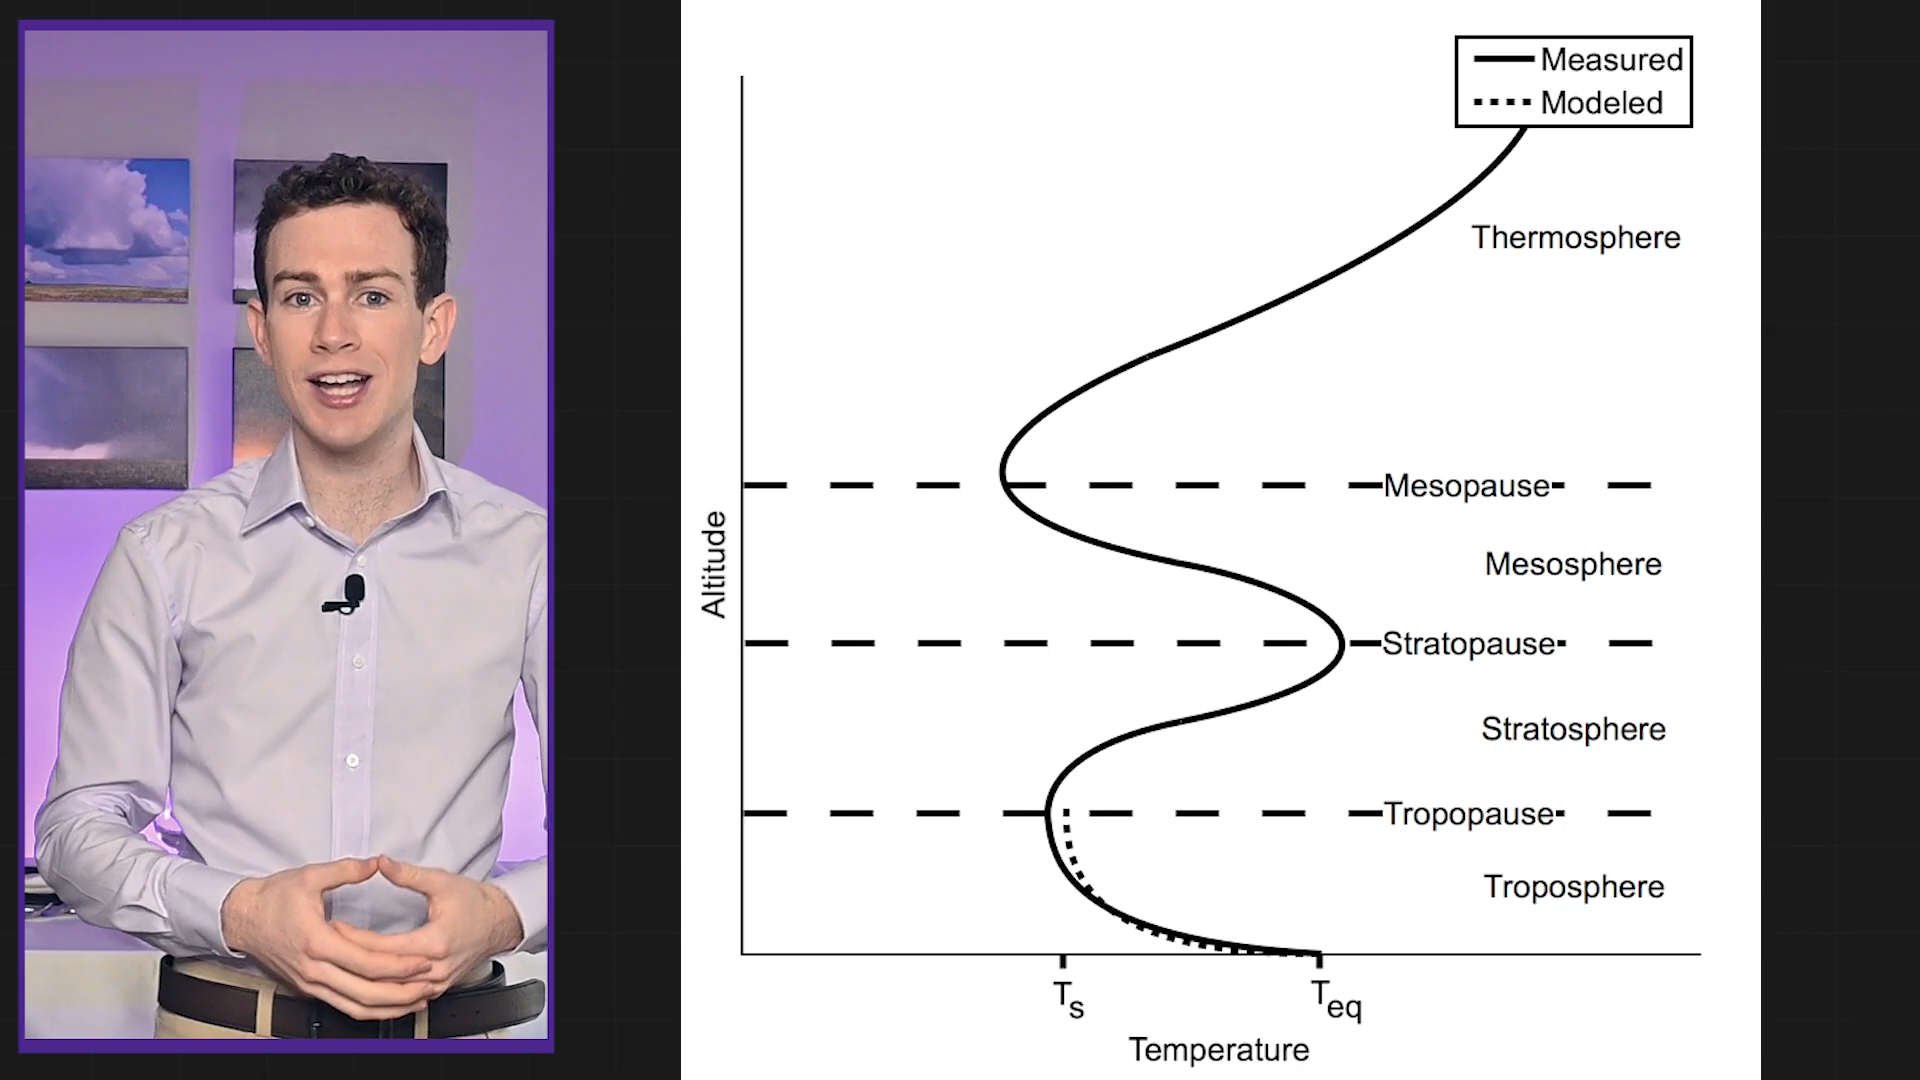 Measured
Modeled
Thermosphere
Mesopause
Mesosphere
Altitude
Stratopause
Stratosphere
Tropopause
Troposphere
Ts
Teq
Temperature